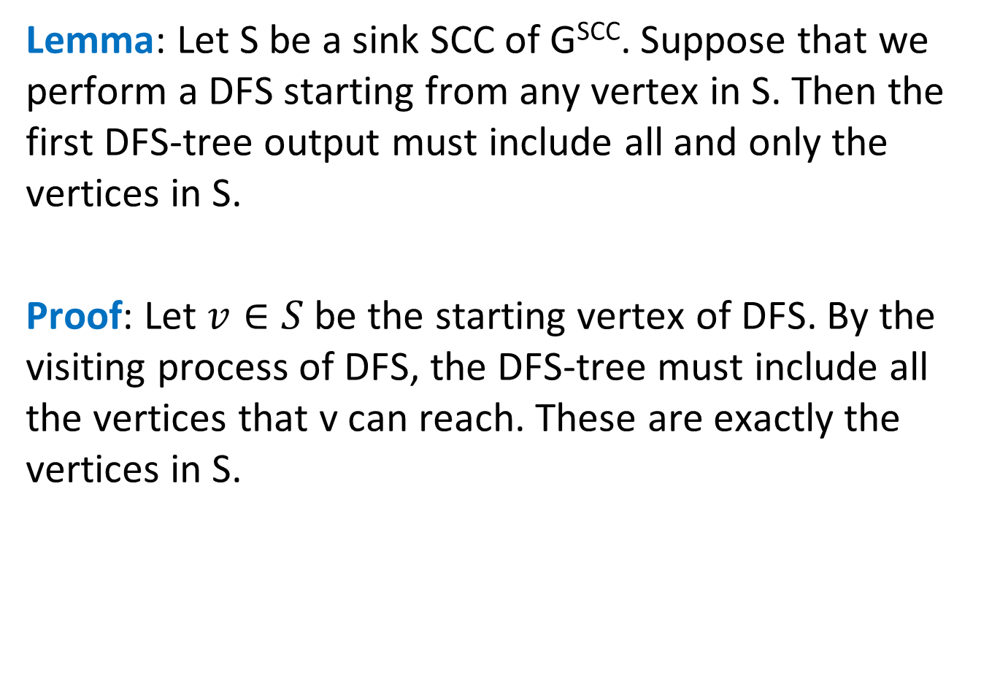 Lemma: Let S be a sink SCC of G^SCC. Suppose that we
perform a DFS starting from any vertex in S. Then the
first DFS-tree output must include all and only the
vertices in S.
Proof: Let 𝑣 ∈ 𝑆 be the starting vertex of DFS. By the
visiting process of DFS, the DFS-tree must include all
the vertices that v can reach. These are exactly the
vertices in S.